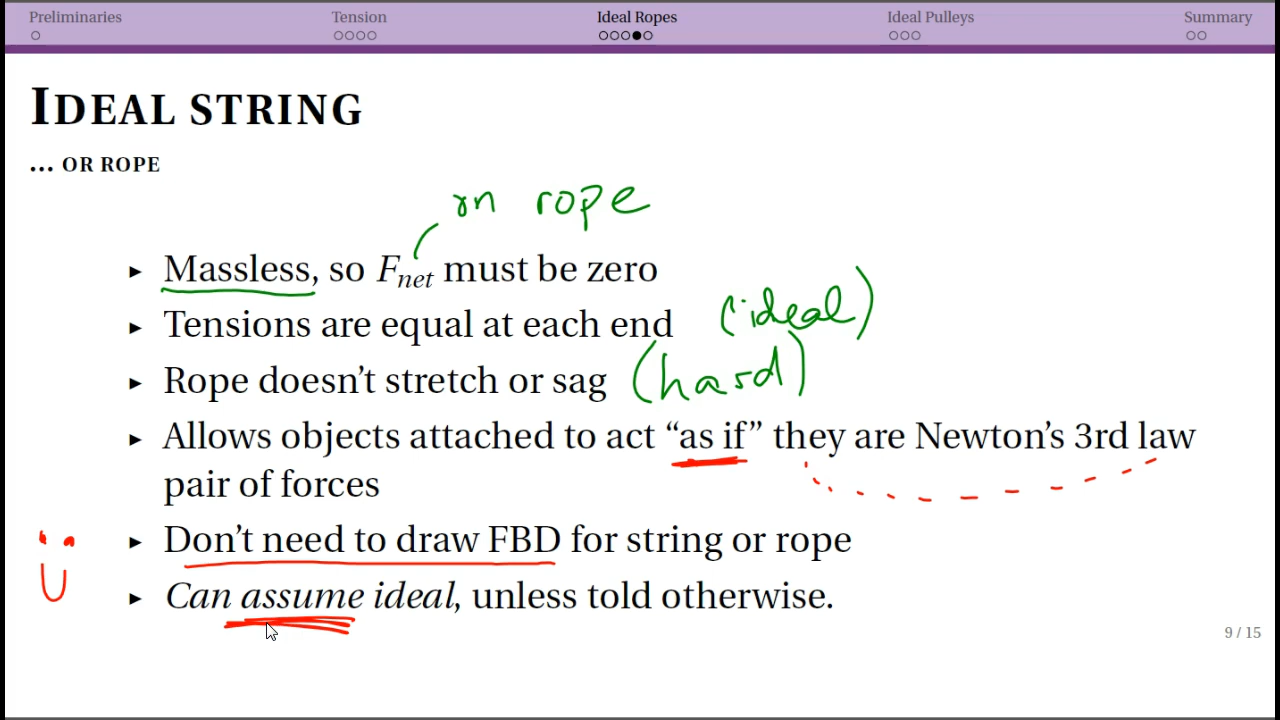 Preliminaries Tension Ideal Ropes Ideal Pulleys Summary
IDEAL STRING
... OR ROPE
on rope
▸ Massless, so Fnet must be zero
▸ Tensions are equal at each end (ideal)
▸ Rope doesn't stretch or sag (hard)
▸ Allows objects attached to act “as if” they are Newton's 3rd law
pair of forces
▸ Don't need to draw FBD for string or rope
▸ Can assume ideal, unless told otherwise.
9 / 15